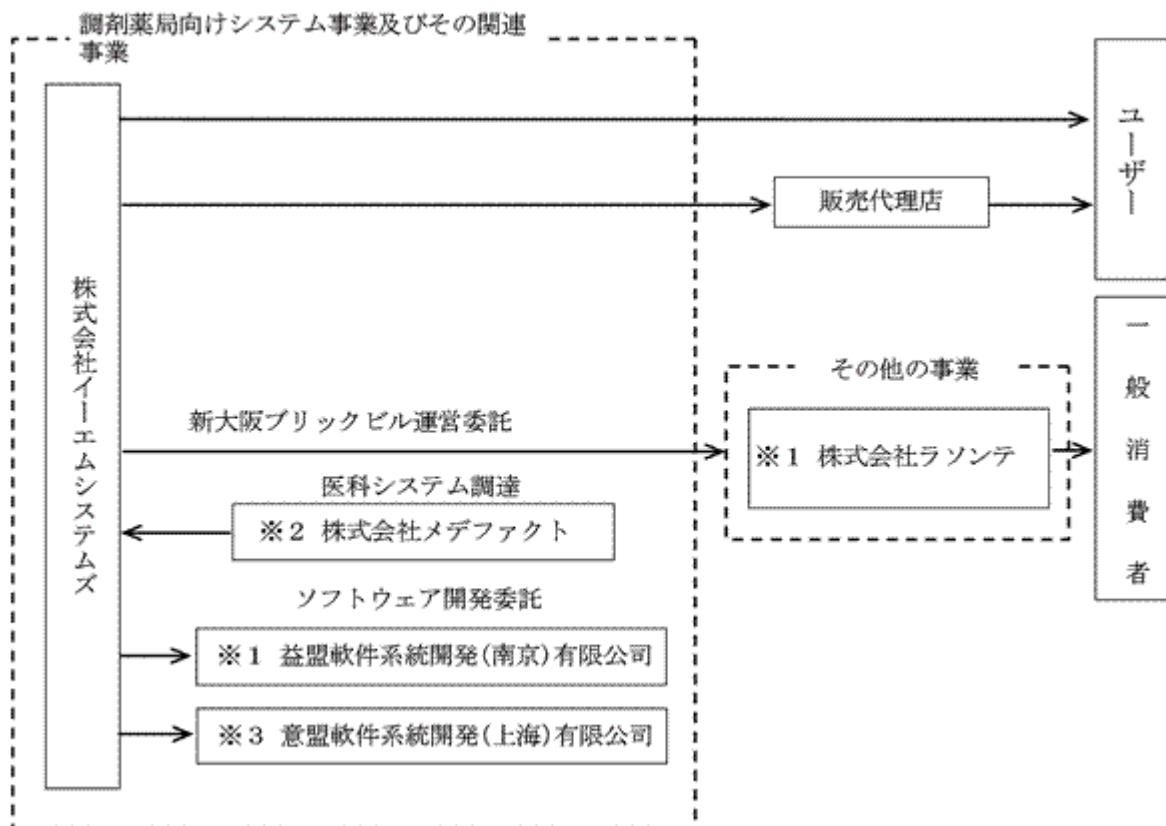 調剤薬局向けシステム事業及びその関連
事業
株式会社イーエムシステムズ
ユーザー
販売代理店
一般消費者
その他の事業
新大阪ブリックビル運営委託
※1 株式会社ラソンテ
医科システム調達
※2 株式会社メデファクト
ソフトウェア開発委託
※1 益盟軟件系統開発(南京)有限公司
※3 意盟軟件系統開発(上海)有限公司